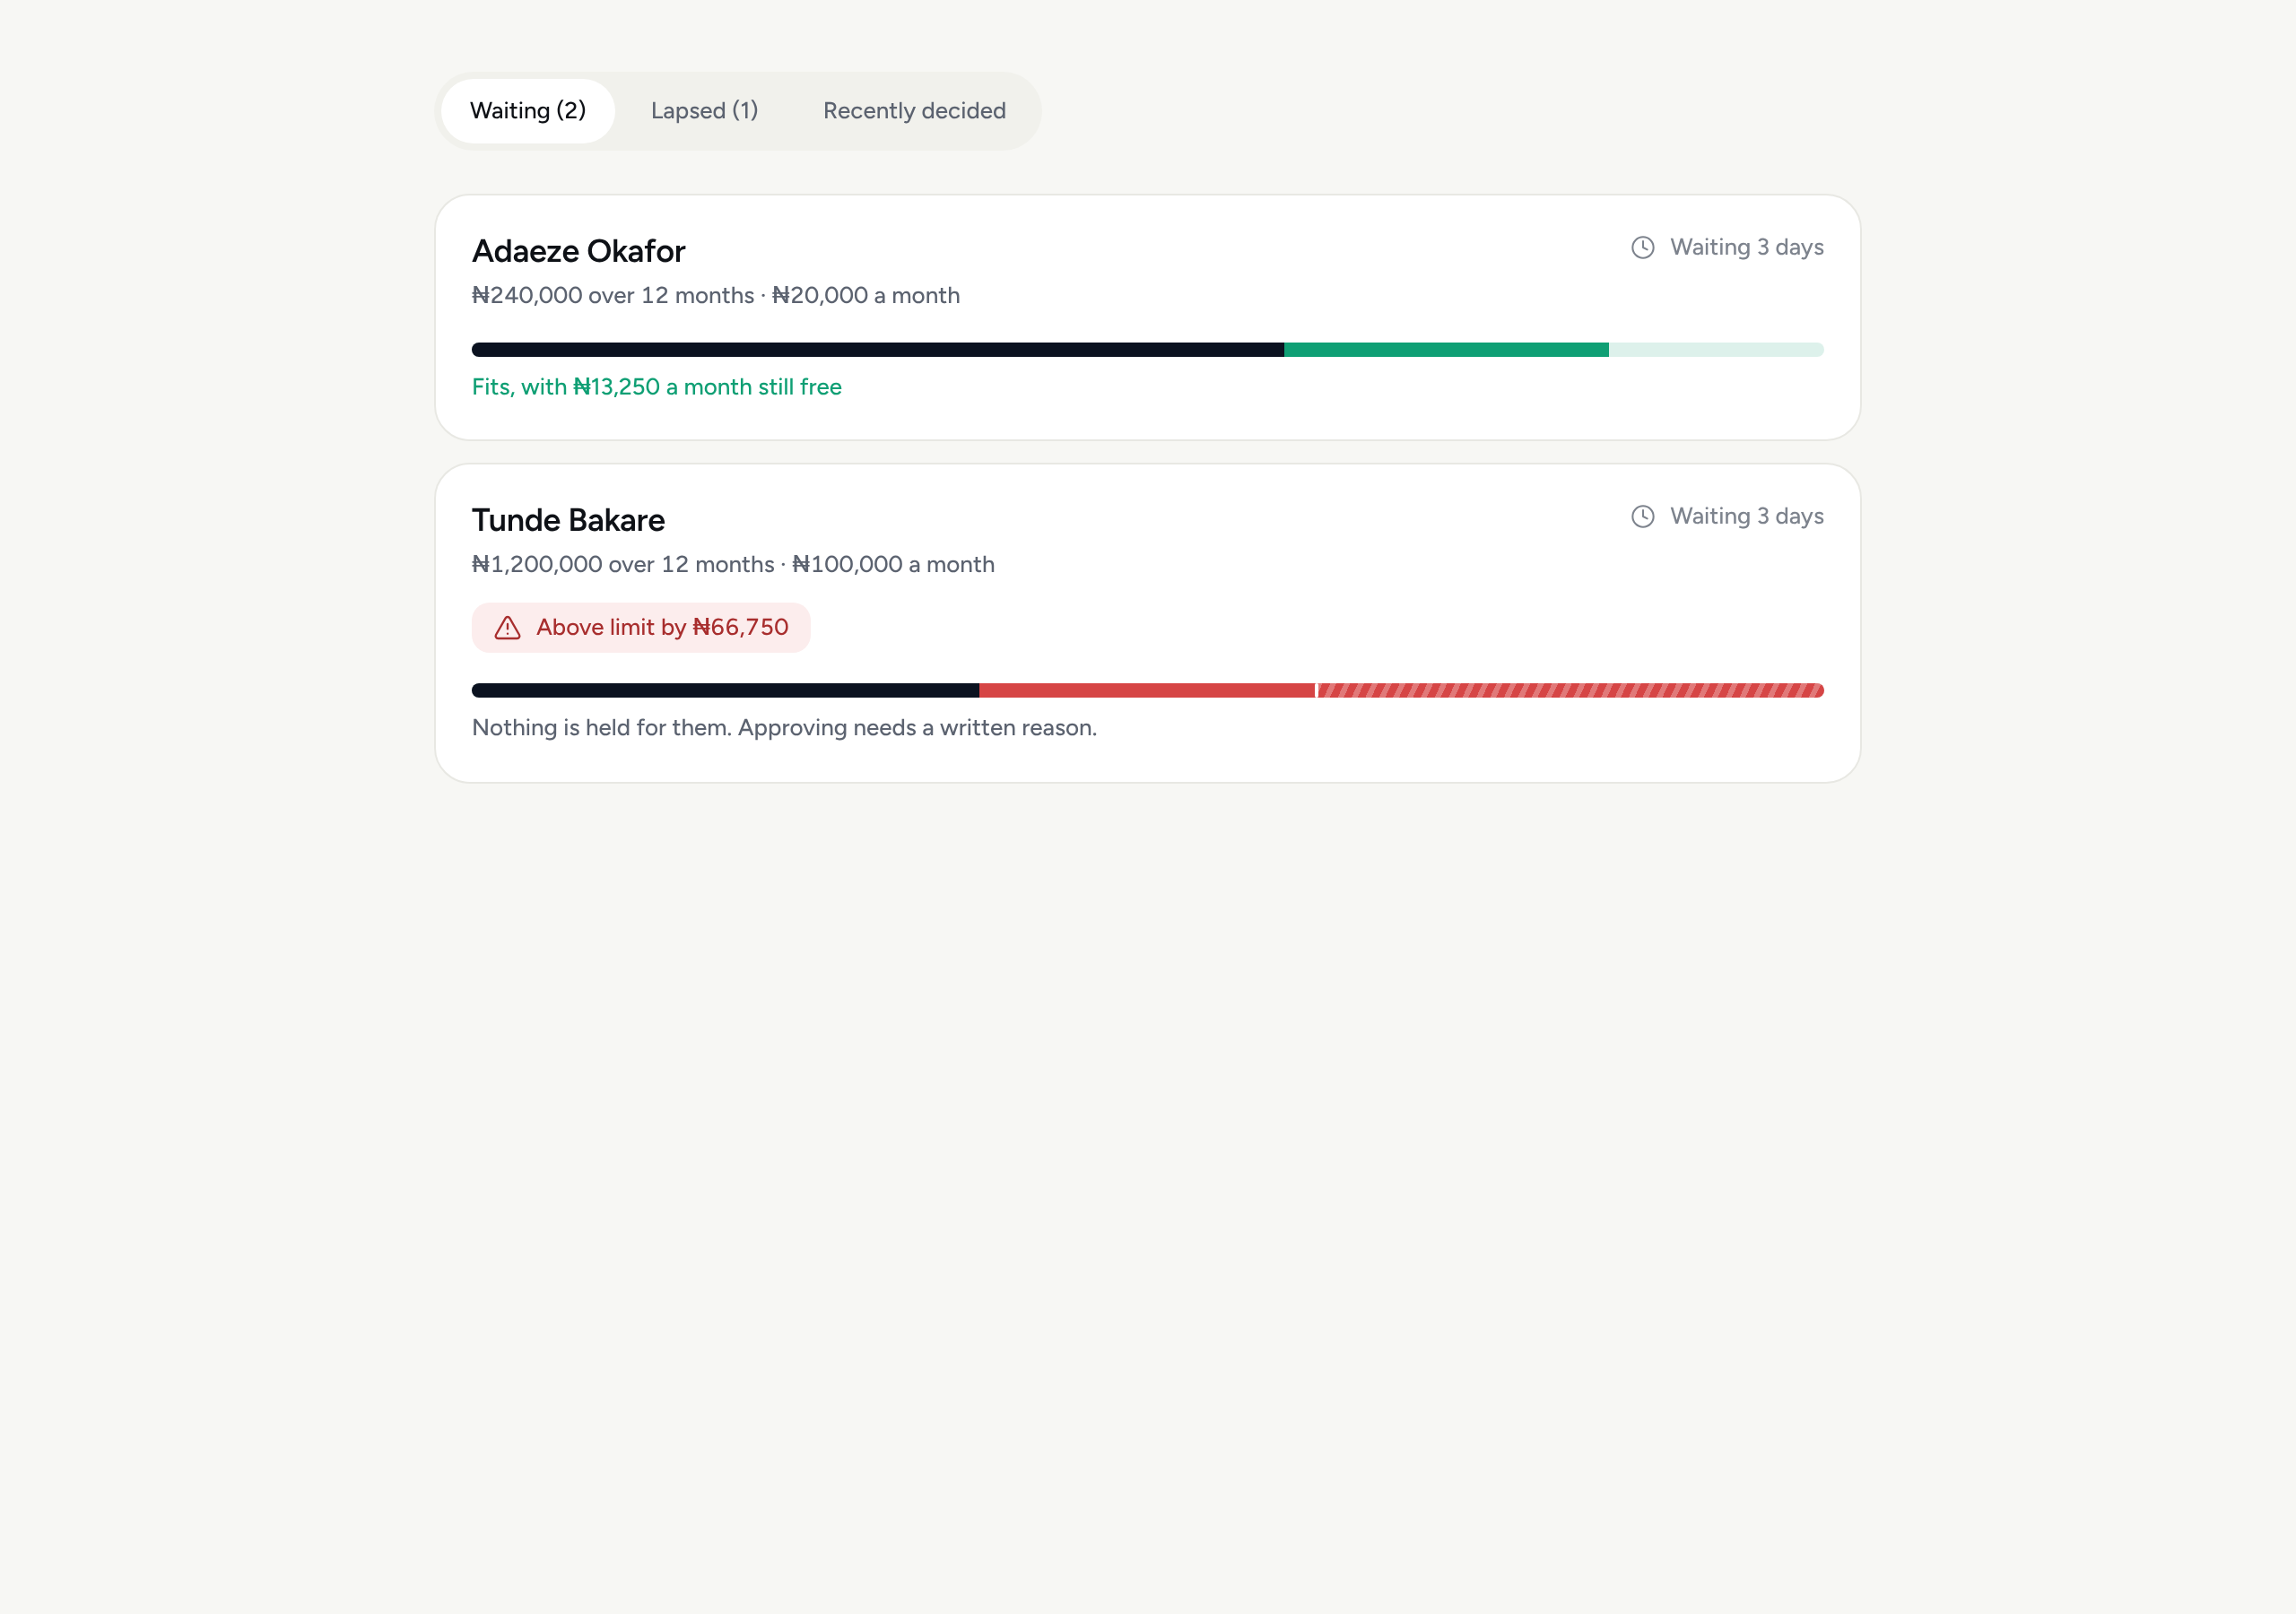 Waiting (2)
Lapsed (1)
Recently decided
Adaeze Okafor
Waiting 3 days
₦240,000 over 12 months · ₦20,000 a month
Fits, with ₦13,250 a month still free
Tunde Bakare
Waiting 3 days
₦1,200,000 over 12 months · ₦100,000 a month
Above limit by ₦66,750
Nothing is held for them. Approving needs a written reason.